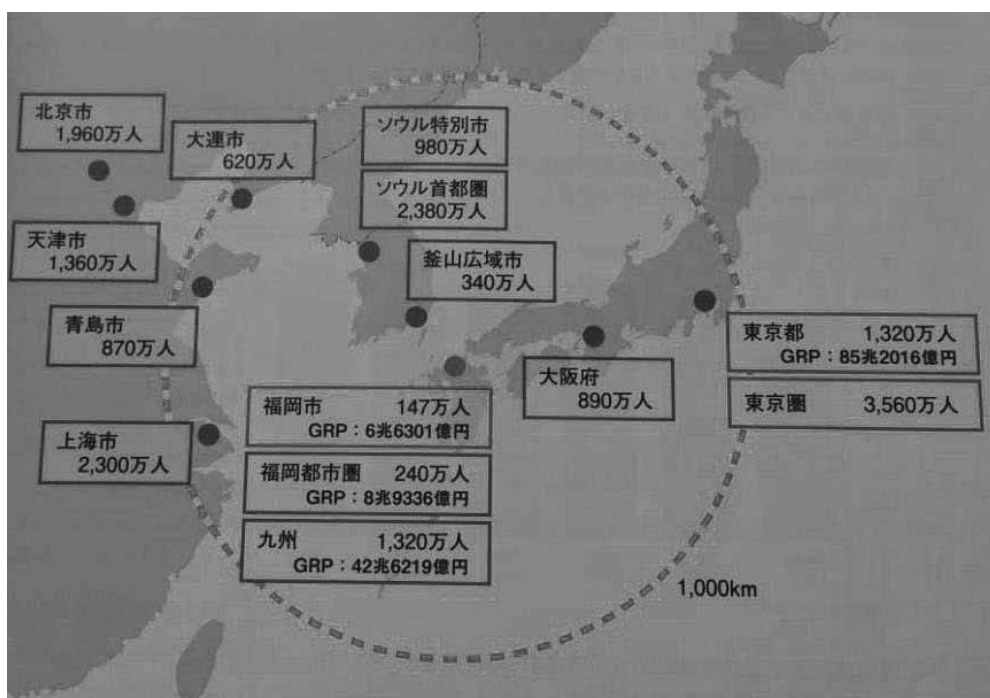 北京市
1,960万人
大連市
620万人
ソウル特別市
980万人
ソウル首都圏
2,380万人
天津市
1,360万人
釜山広域市
340万人
青島市
870万人
東京都 1,320万人
GRP：85兆2016億円
大阪府
890万人
東京圏 3,560万人
福岡市 147万人
GRP：6兆6301億円
上海市
2,300万人
福岡都市圏 240万人
GRP：8兆9336億円
九州 1,320万人
GRP：42兆6219億円
1,000km